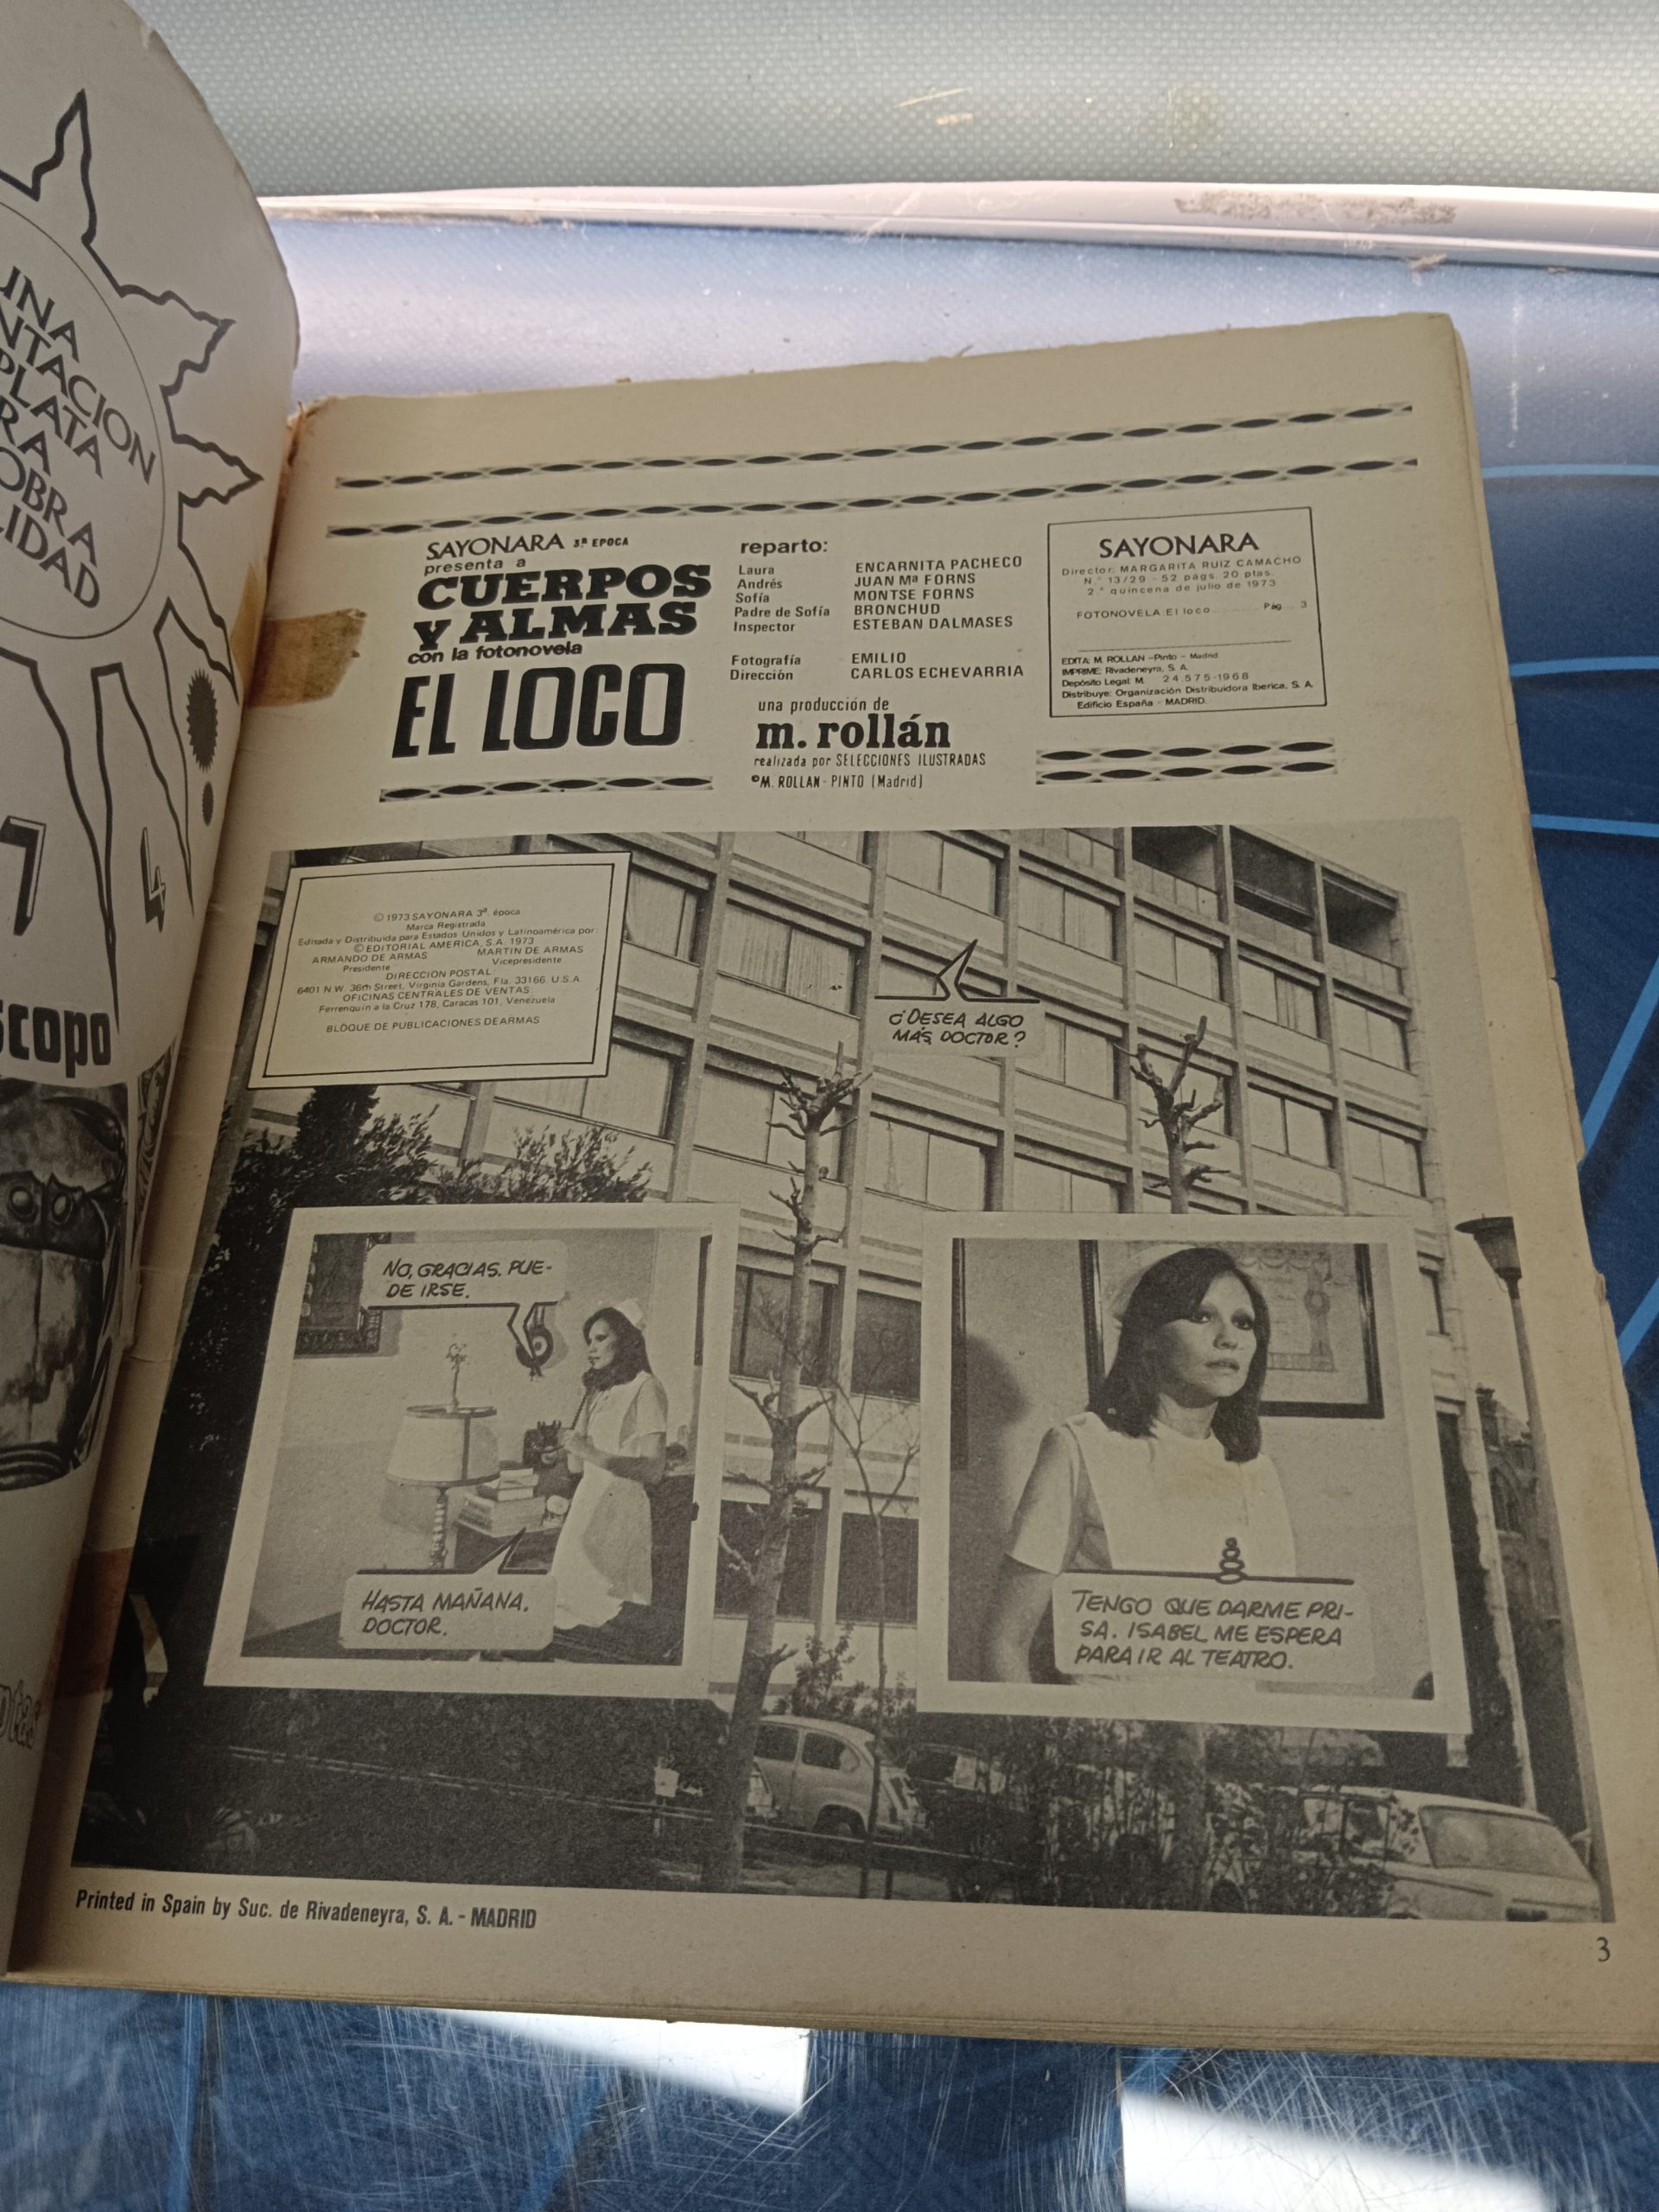 UNA
NTACION
PLATA
RA
OBRA
LIDAD
7
4
scopo
SAYONARA 3.ª EPOCA
presenta a
CUERPOS
Y ALMAS
con la fotonovela
EL LOCO
reparto:
Laura ENCARNITA PACHECO
Andrés JUAN Mª FORNS
Sofía MONTSE FORNS
Padre de Sofía BRONCHUD
Inspector ESTEBAN DALMASES
Fotografía EMILIO
Dirección CARLOS ECHEVARRIA
una producción de
m. rollán
realizada por SELECCIONES ILUSTRADAS
©M. ROLLAN - PINTO (Madrid)
SAYONARA
Director: MARGARITA RUIZ CAMACHO
N.º 13/29 - 52 págs. 20 ptas.
2.ª quincena de julio de 1973
FOTONOVELA El loco Pág. 3
EDITA: M. ROLLAN -Pinto - Madrid
IMPRIME: Rivadeneyra, S. A.
Depósito Legal: M. 24.575-1968
Distribuye: Organización Distribuidora Iberica, S. A.
Edificio España - MADRID.
© 1973 SAYONARA 3ª época
Marca Registrada
Editada y Distribuida para Estados Unidos y Latinoamérica por:
© EDITORIAL AMERICA, S.A. 1973
ARMANDO DE ARMAS MARTIN DE ARMAS
Presidente Vicepresidente
DIRECCION POSTAL:
6401 N.W. 36th Street, Virginia Gardens, Fla. 33166. U.S.A.
OFICINAS CENTRALES DE VENTAS:
Ferrenquín a la Cruz 178, Caracas 101, Venezuela
BLOQUE DE PUBLICACIONES DE ARMAS
¿DESEA ALGO
MÁS, DOCTOR?
NO, GRACIAS. PUE-
DE IRSE.
HASTA MAÑANA,
DOCTOR.
TENGO QUE DARME PRI-
SA. ISABEL ME ESPERA
PARA IR AL TEATRO.
Printed in Spain by Suc. de Rivadeneyra, S. A. - MADRID
3